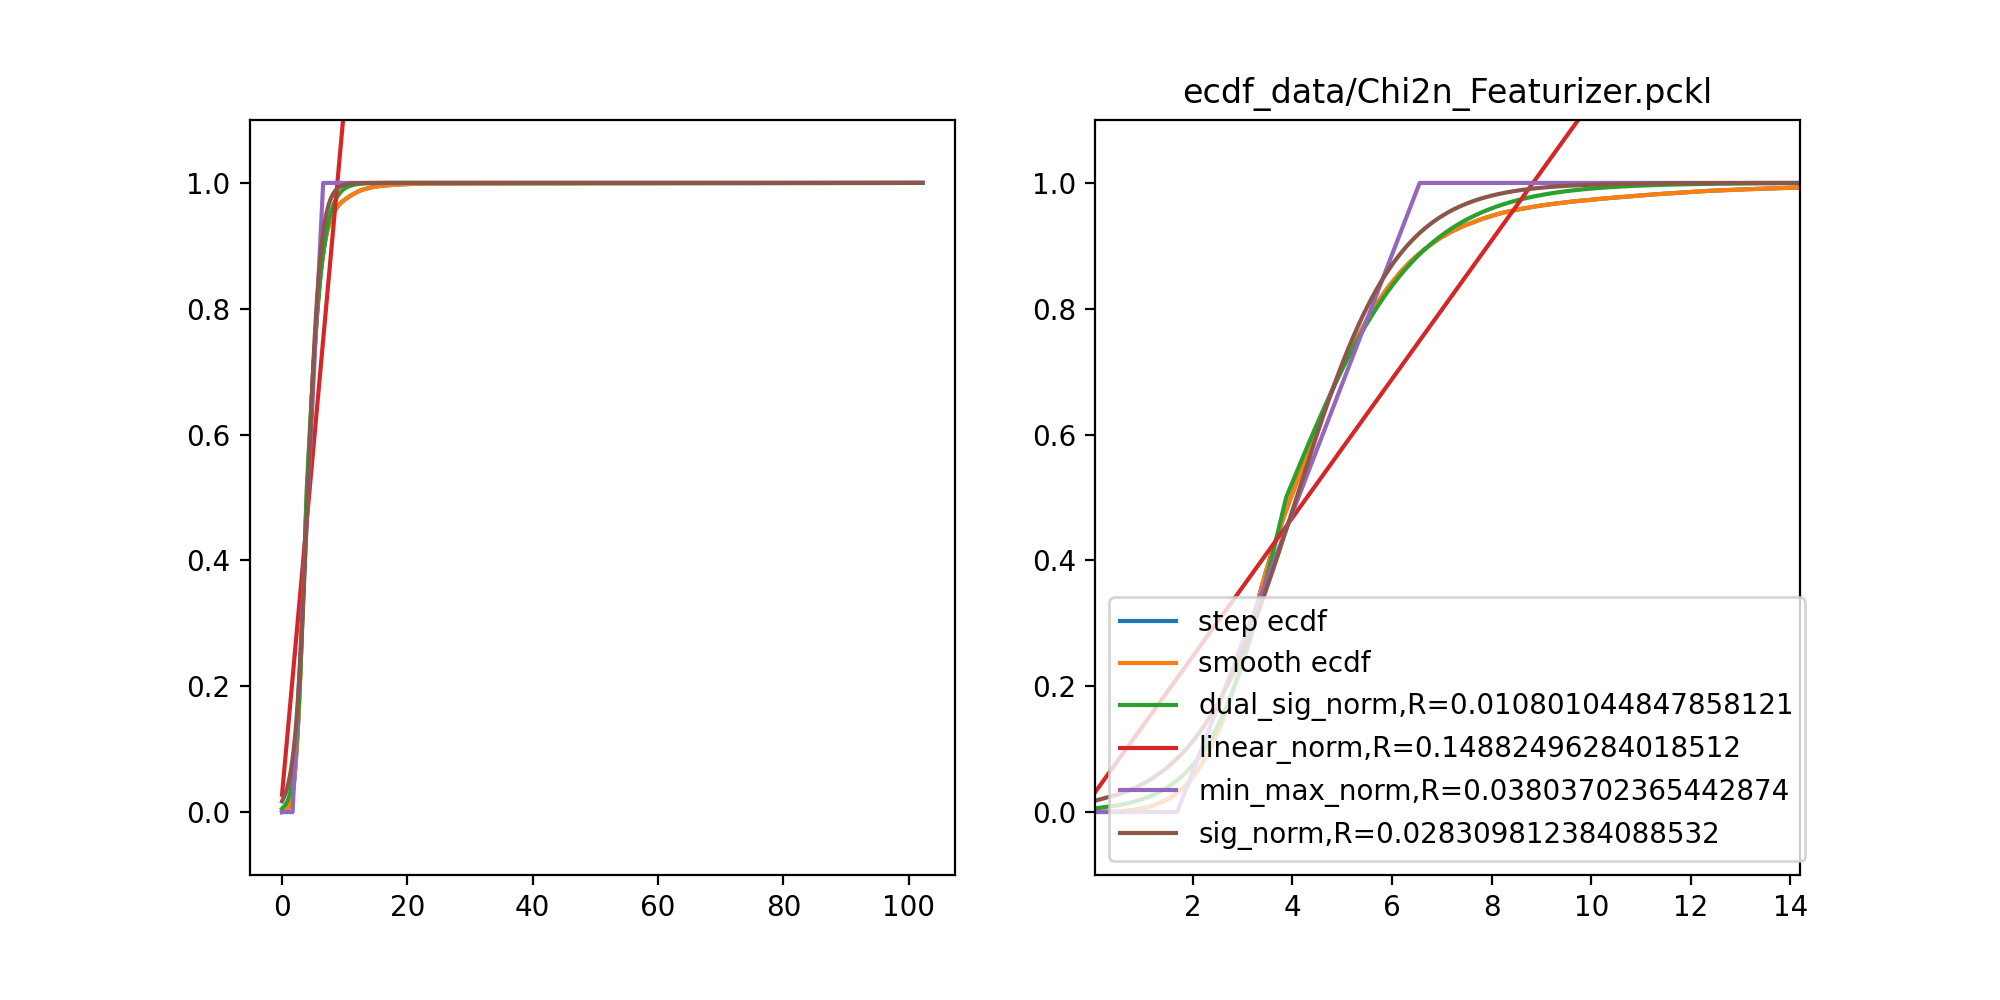 ecdf_data/Chi2n_Featurizer.pckl
1.0
0.8
0.6
0.4
0.2
0.0
0 20 40 60 80 100
1.0
0.8
0.6
0.4
0.2
0.0
2 4 6 8 10 12 14
step ecdf
smooth ecdf
dual_sig_norm,R=0.010801044847858121
linear_norm,R=0.14882496284018512
min_max_norm,R=0.03803702365442874
sig_norm,R=0.028309812384088532